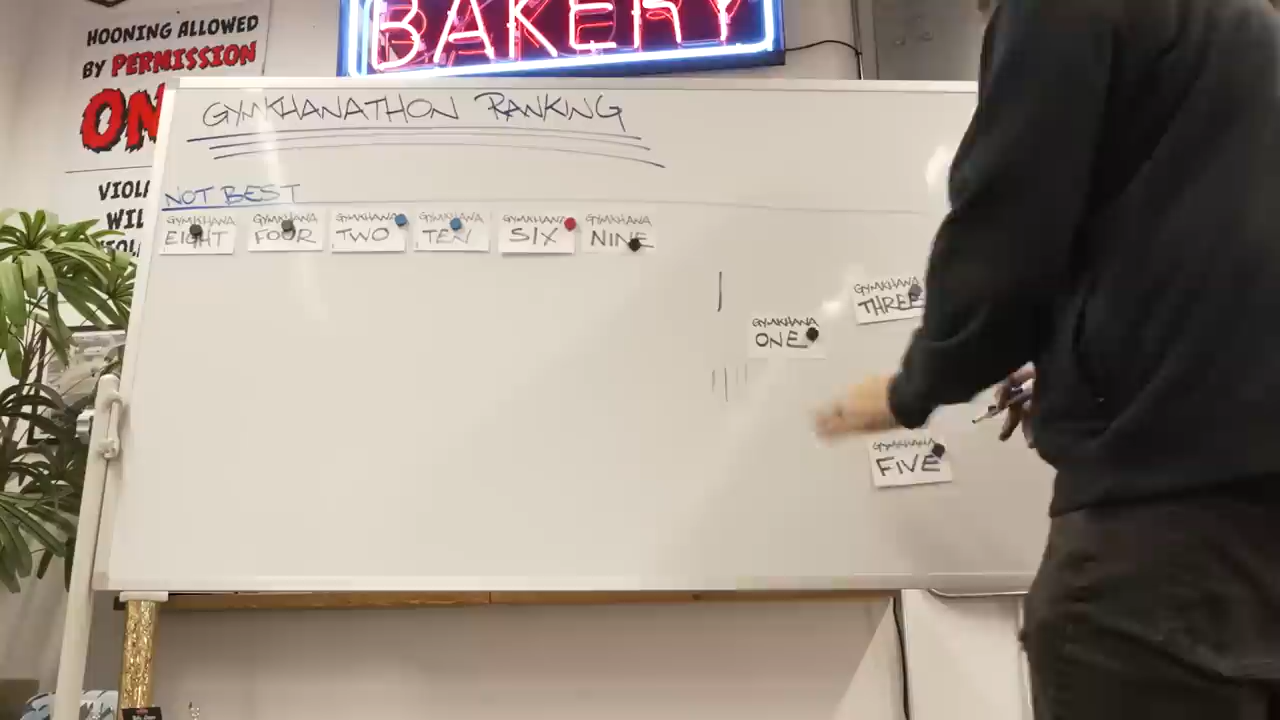 HOONING ALLOWED
BY PERMISSION
BAKERY
GYMKHANATHON RANKING
NOT BEST
GYMKHANA
EIGHT
GYMKHANA
FOUR
GYMKHANA
TWO
GYMKHANA
TEN
GYMKHANA
SIX
GYMKHANA
NINE
GYMKHANA
THREE
GYMKHANA
ONE
GYMKHANA
FIVE